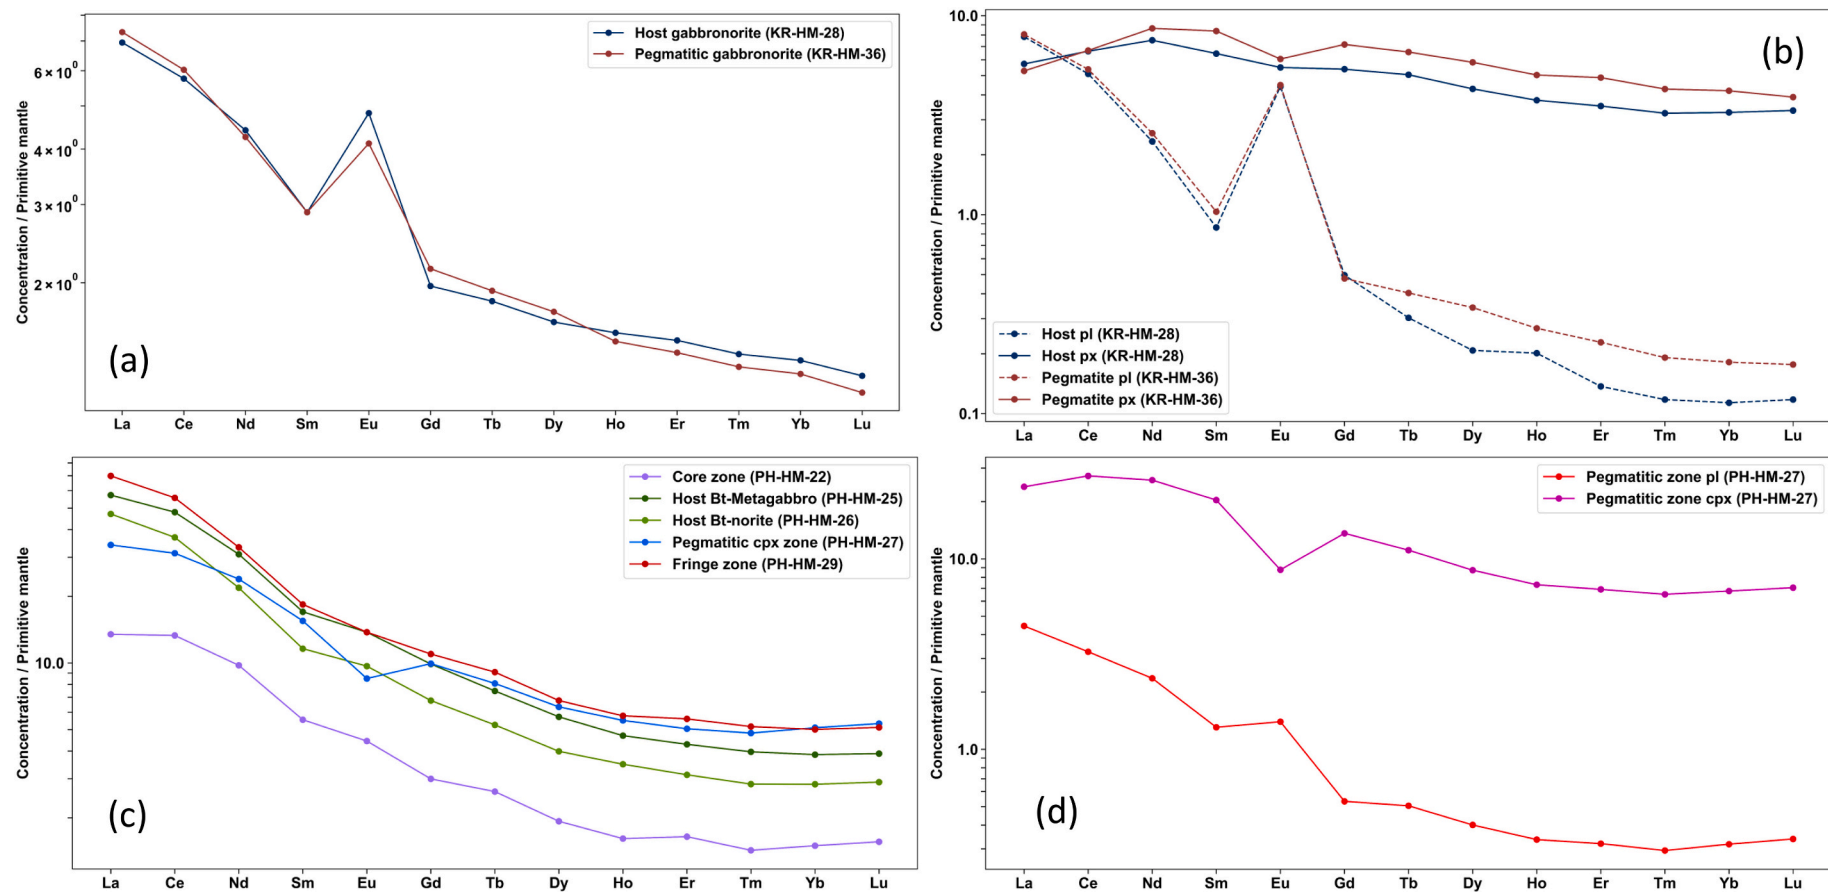 Concentration / Primitive mantle
6 × 10⁰
4 × 10⁰
3 × 10⁰
2 × 10⁰
Host gabbronorite (KR-HM-28)
Pegmatitic gabbronorite (KR-HM-36)
(a)
La Ce Nd Sm Eu Gd Tb Dy Ho Er Tm Yb Lu
Concentration / Primitive mantle
10.0
1.0
0.1
(b)
Host pl (KR-HM-28)
Host px (KR-HM-28)
Pegmatite pl (KR-HM-36)
Pegmatite px (KR-HM-36)
La Ce Nd Sm Eu Gd Tb Dy Ho Er Tm Yb Lu
Concentration / Primitive mantle
10.0
Core zone (PH-HM-22)
Host Bt-Metagabbro (PH-HM-25)
Host Bt-norite (PH-HM-26)
Pegmatitic cpx zone (PH-HM-27)
Fringe zone (PH-HM-29)
(c)
La Ce Nd Sm Eu Gd Tb Dy Ho Er Tm Yb Lu
Concentration / Primitive mantle
10.0
1.0
Pegmatitic zone pl (PH-HM-27)
Pegmatitic zone cpx (PH-HM-27)
(d)
La Ce Nd Sm Eu Gd Tb Dy Ho Er Tm Yb Lu